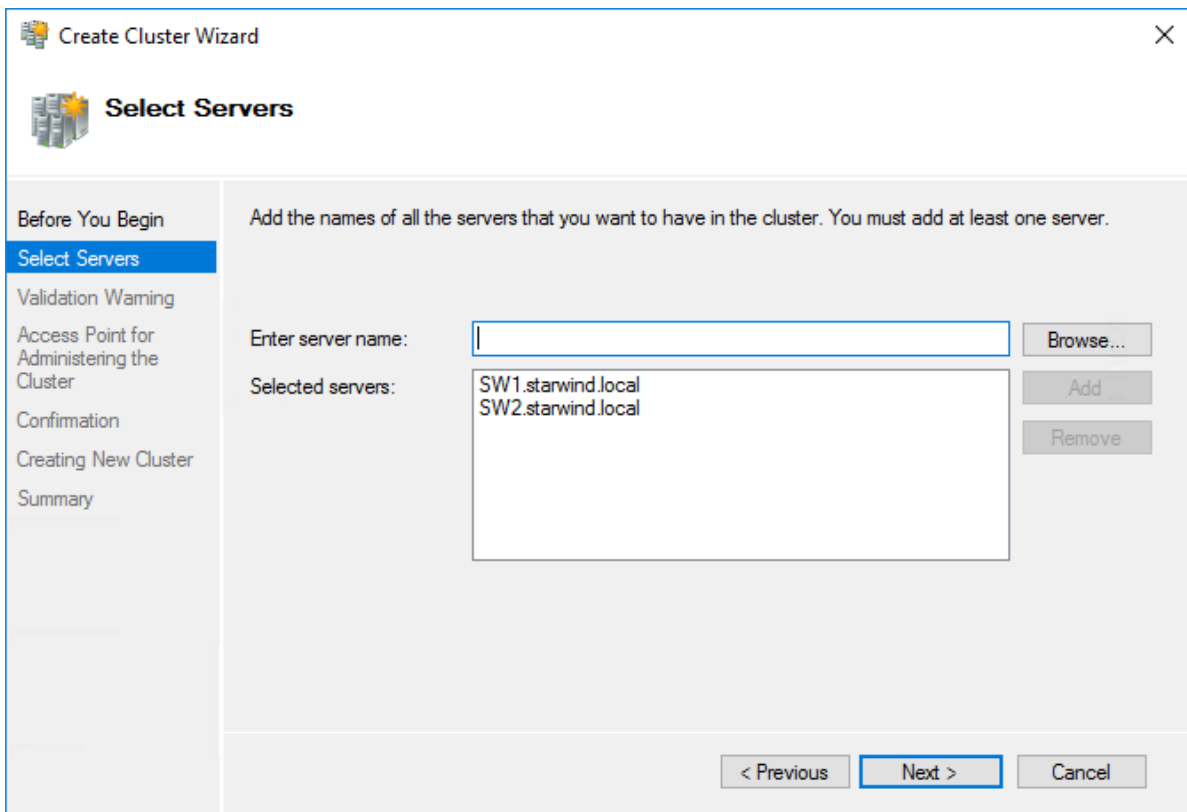 Create Cluster Wizard
Select Servers
Before You Begin
Select Servers
Validation Warning
Access Point for
Administering the
Cluster
Confirmation
Creating New Cluster
Summary
Add the names of all the servers that you want to have in the cluster. You must add at least one server.
Enter server name:
Browse...
Selected servers:
SW1.starwind.local
SW2.starwind.local
Add
Remove
< Previous
Next >
Cancel